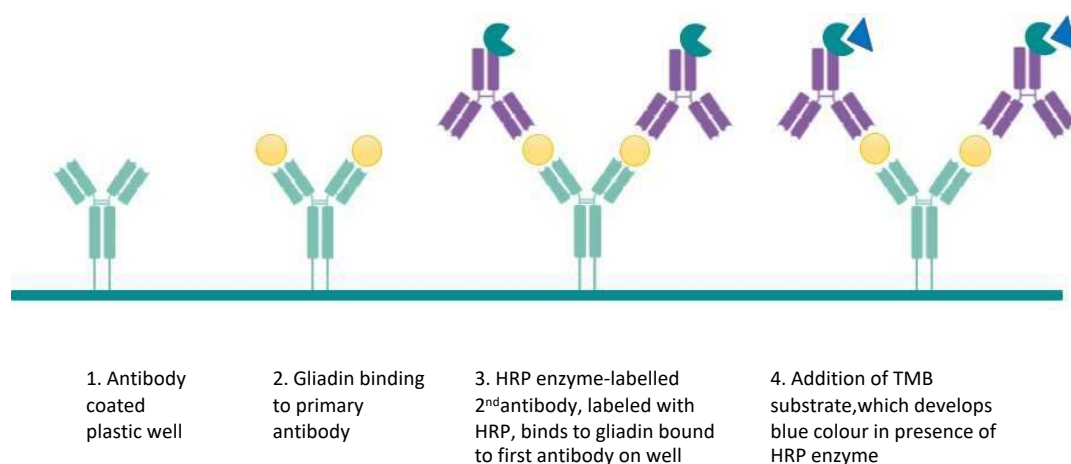 1. Antibody
coated
plastic well
2. Gliadin binding
to primary
antibody
3. HRP enzyme-labelled
2ndantibody, labeled with
HRP, binds to gliadin bound
to first antibody on well
4. Addition of TMB
substrate,which develops
blue colour in presence of
HRP enzyme